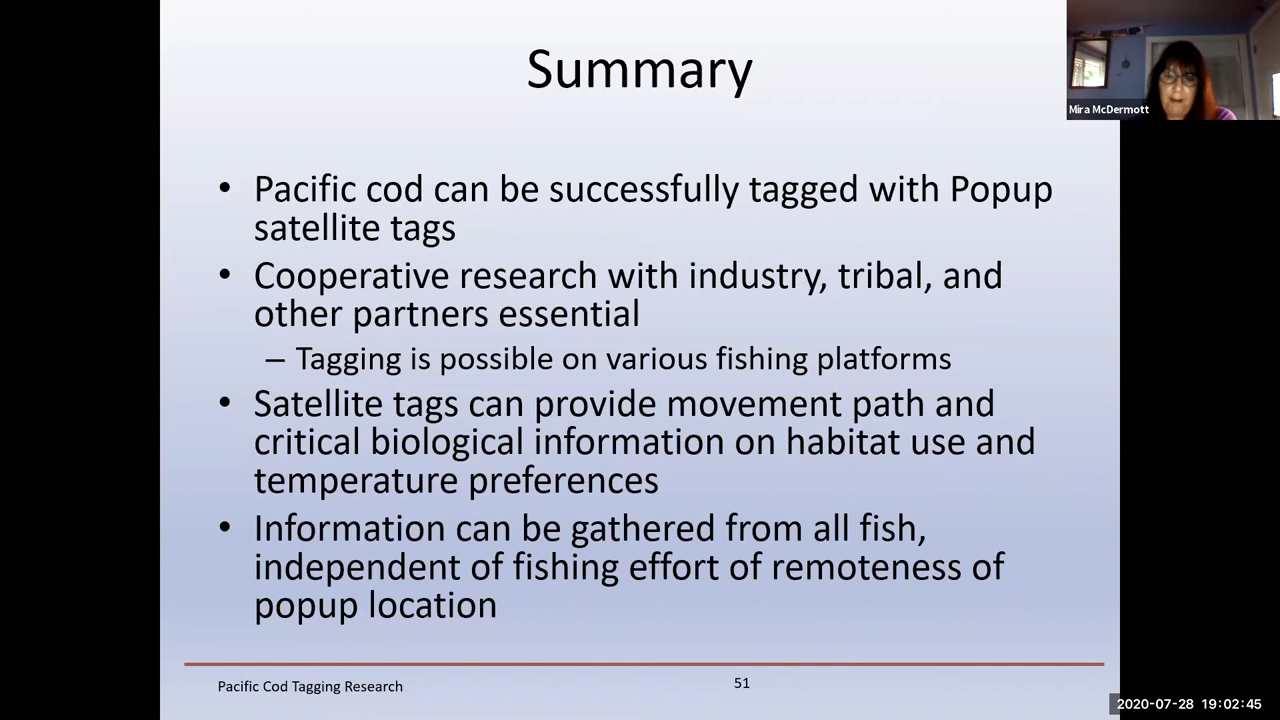 Summary
Mira McDermott
• Pacific cod can be successfully tagged with Popup
satellite tags
• Cooperative research with industry, tribal, and
other partners essential
– Tagging is possible on various fishing platforms
• Satellite tags can provide movement path and
critical biological information on habitat use and
temperature preferences
• Information can be gathered from all fish,
independent of fishing effort of remoteness of
popup location
Pacific Cod Tagging Research
51
2020-07-28 19:02:45